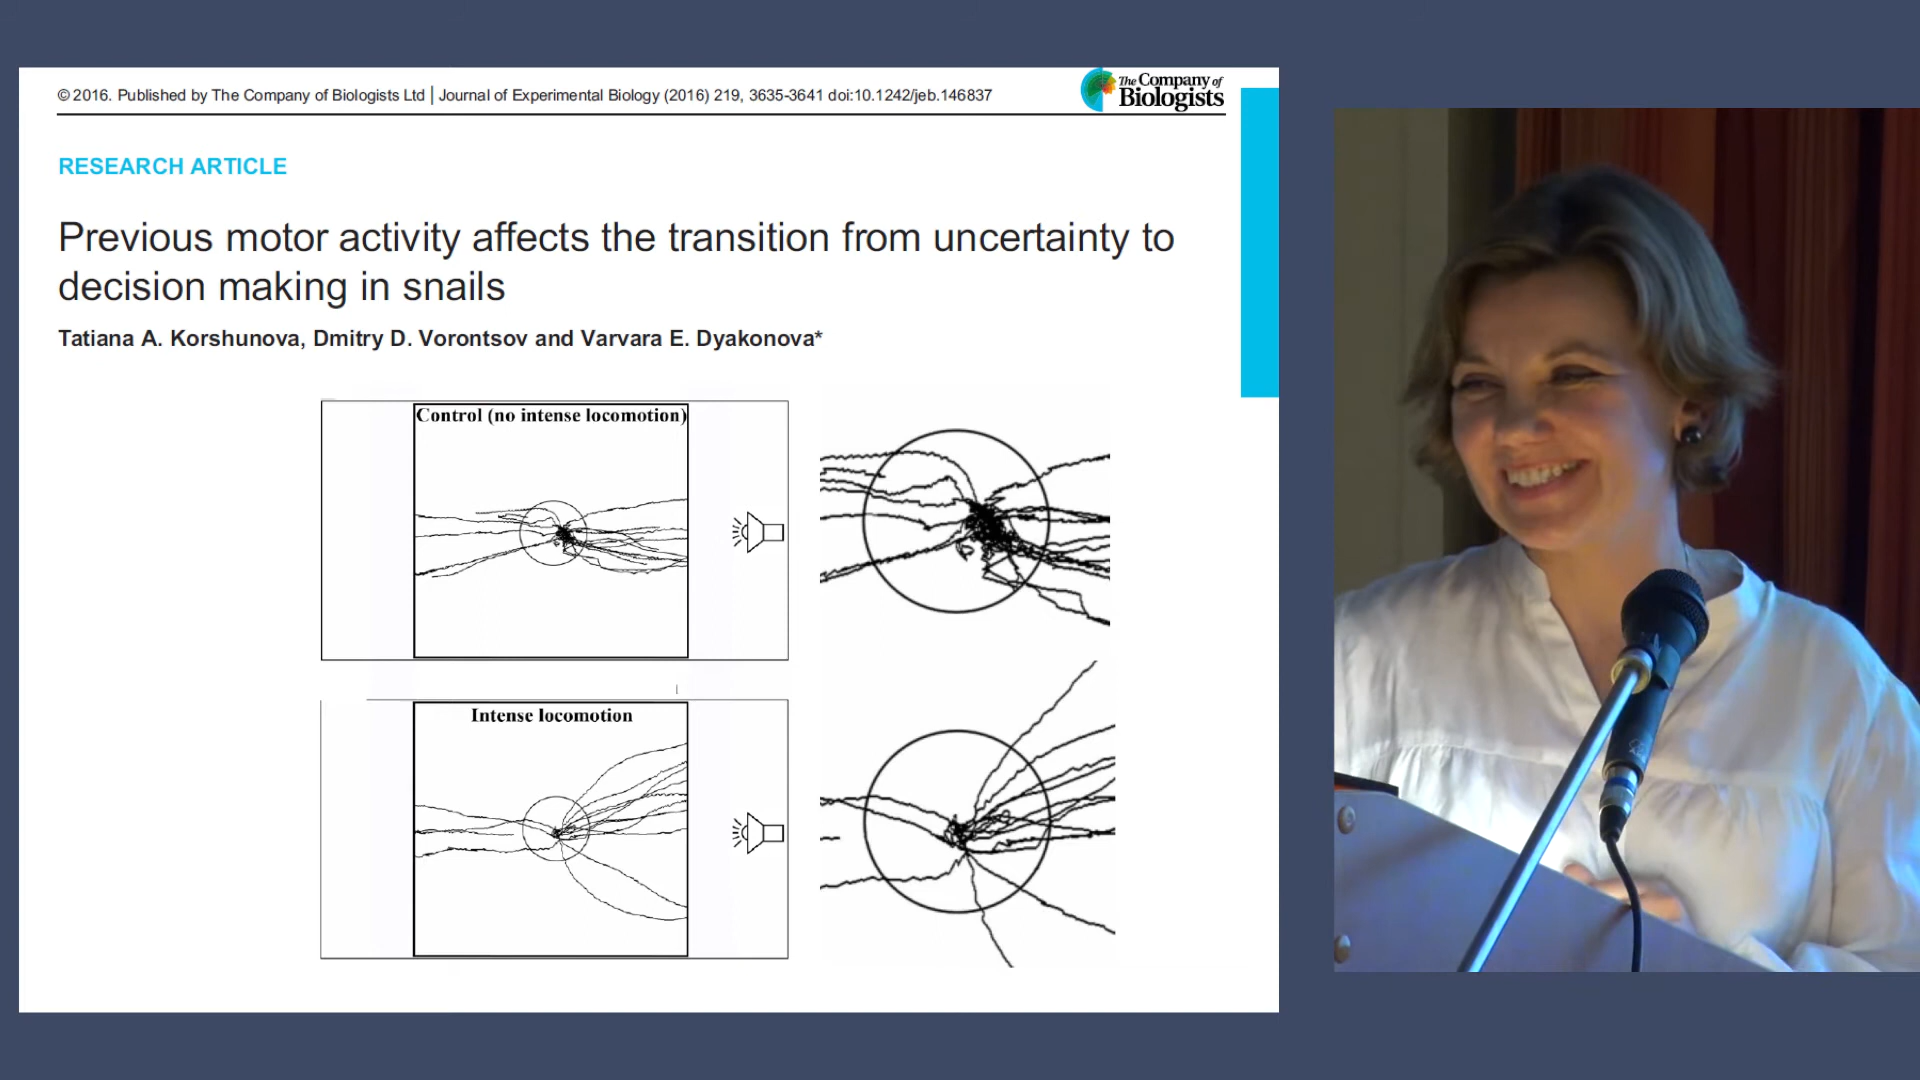 © 2016. Published by The Company of Biologists Ltd | Journal of Experimental Biology (2016) 219, 3635-3641 doi:10.1242/jeb.146837
The Company of
Biologists
RESEARCH ARTICLE
Previous motor activity affects the transition from uncertainty to
decision making in snails
Tatiana A. Korshunova, Dmitry D. Vorontsov and Varvara E. Dyakonova*
Control (no intense locomotion)
Intense locomotion